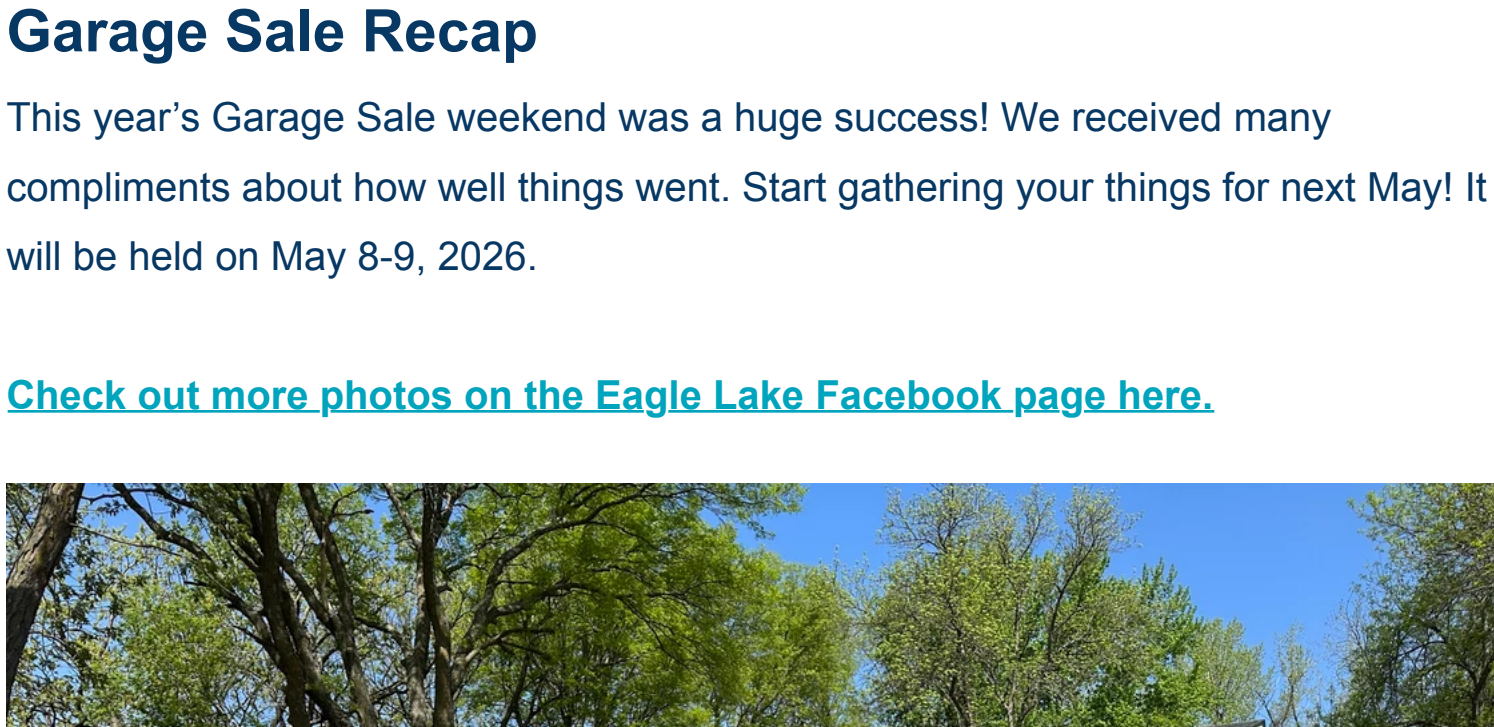 Garage Sale Recap
This year’s Garage Sale weekend was a huge success! We received many
compliments about how well things went. Start gathering your things for next May! It
will be held on May 8-9, 2026.
Check out more photos on the Eagle Lake Facebook page here.